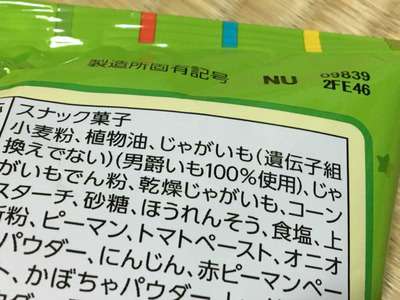 製造所固有記号 NU 09839
2FE46
スナック菓子
小麦粉、植物油、じゃがいも(遺伝子組
換えでない)(男爵いも100%使用)、じゃ
がいもでん粉、乾燥じゃがいも、コーン
スターチ、砂糖、ほうれんそう、食塩、上
新粉、ピーマン、トマトペースト、オニオ
パウダー、にんじん、赤ピーマンペー
ト、かぼちゃパウダー